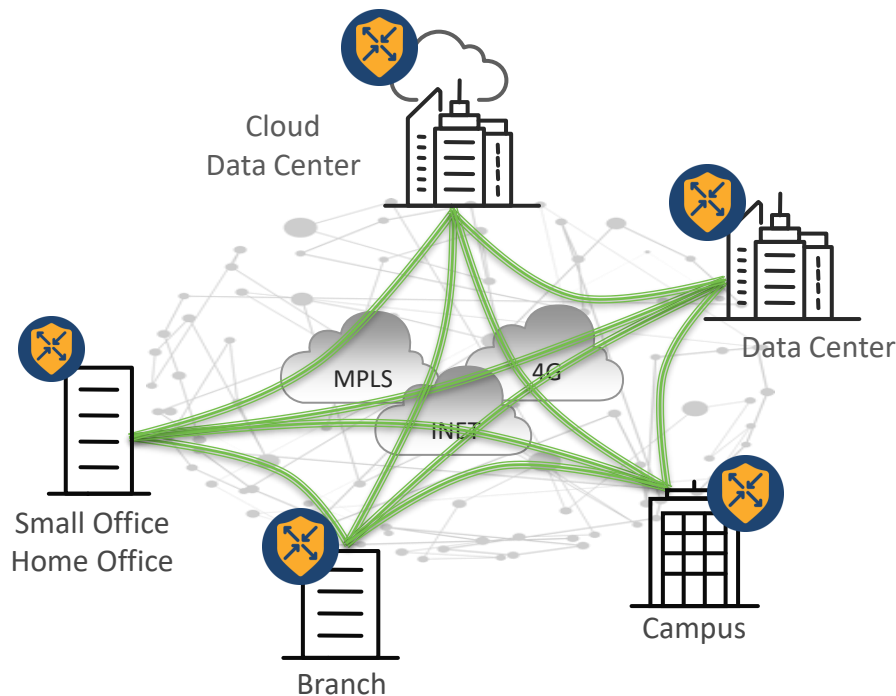 Cloud
Data Center
Data Center
MPLS
4G
INET
Small Office
Home Office
Campus
Branch